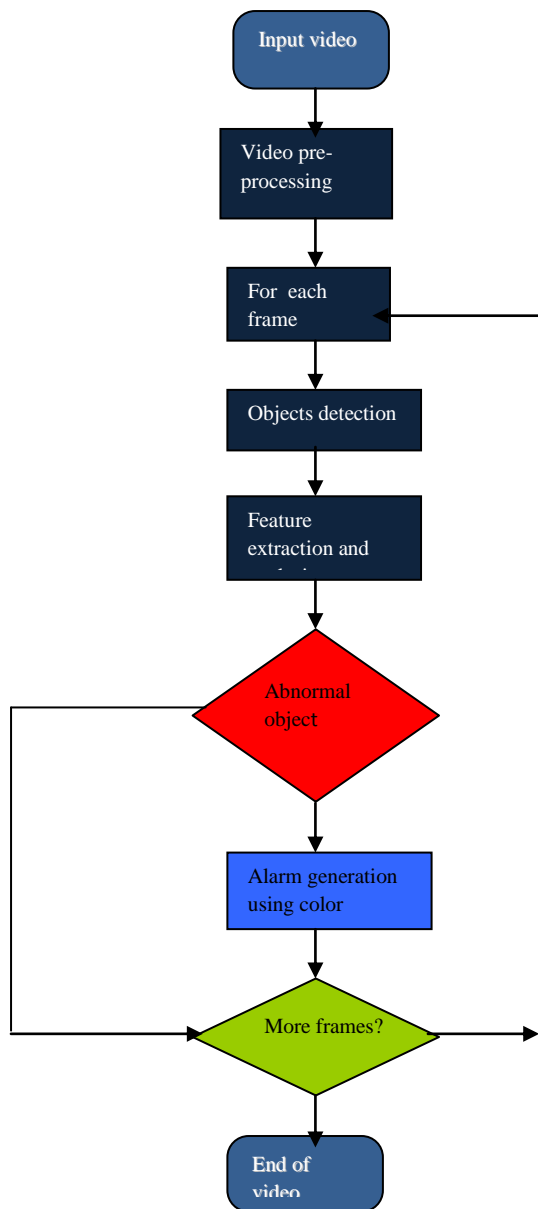 Input video
Video pre-
processing
For each
frame
Objects detection
Feature
extraction and
Abnormal
object
Alarm generation
using color
More frames?
End of
video